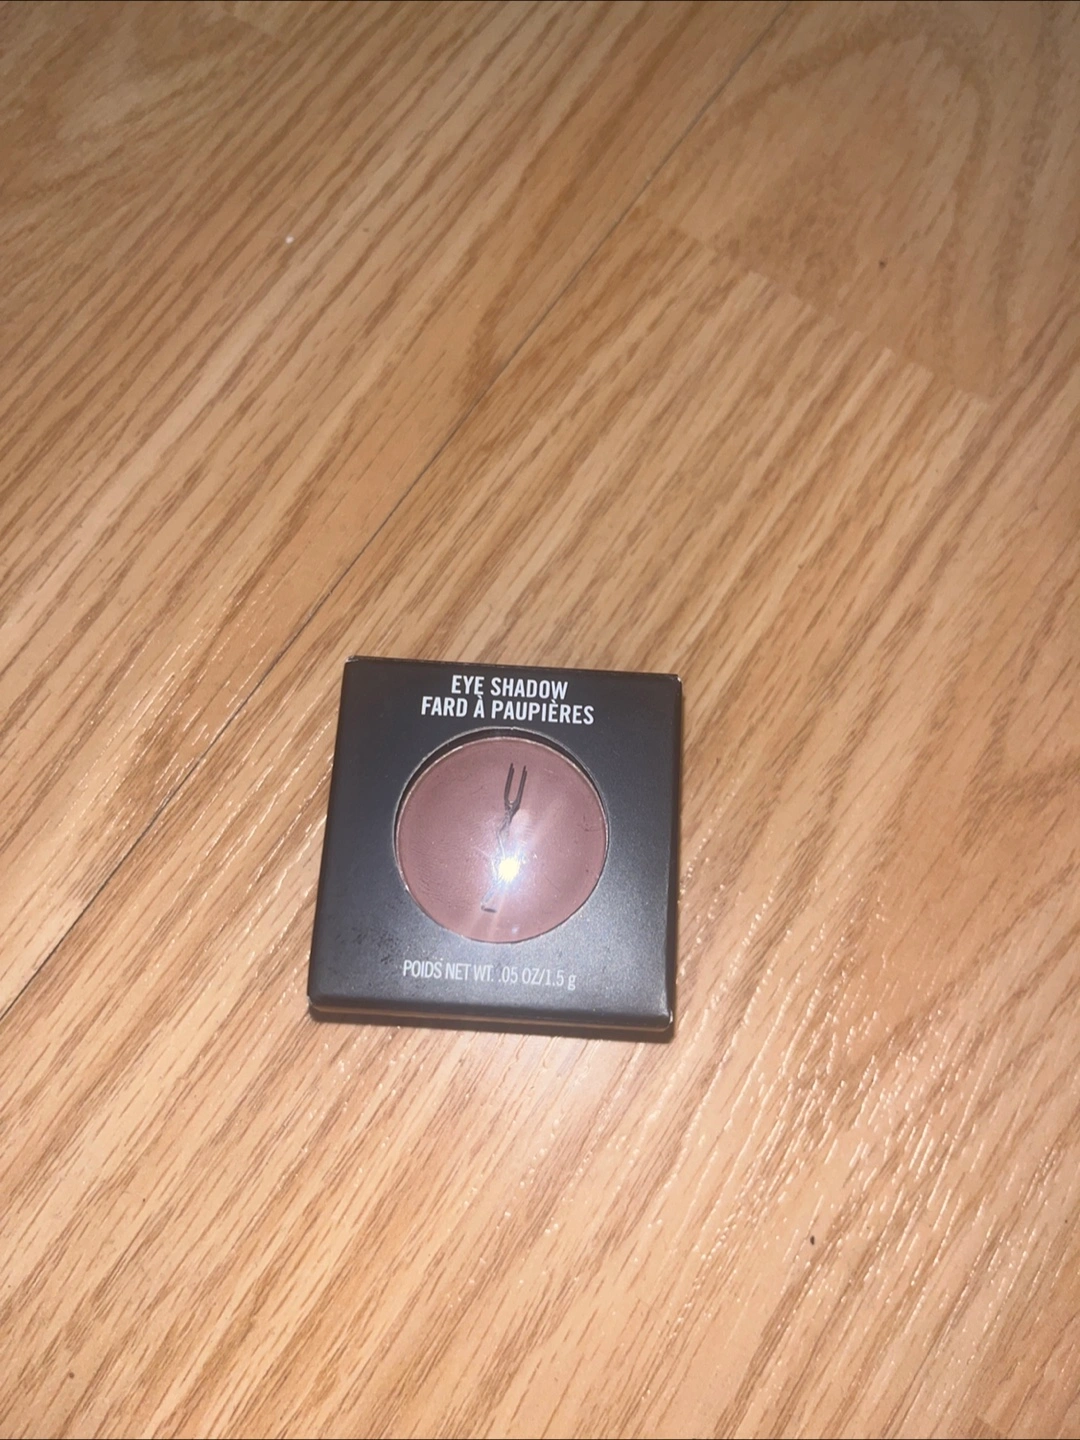 EYE SHADOW
FARD À PAUPIÈRES
POIDS NET WT. .05 OZ/1.5 g